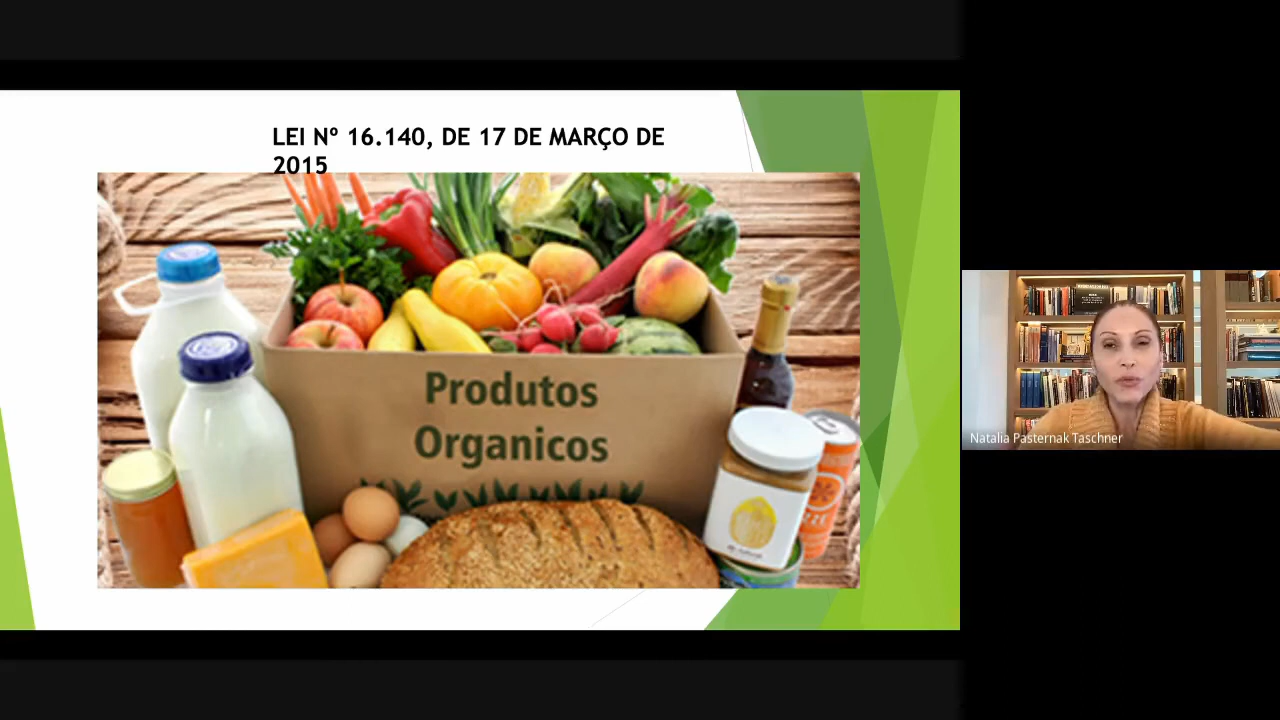 LEI Nº 16.140, DE 17 DE MARÇO DE
2015
Produtos
Organicos
Natalia Pasternak Taschner